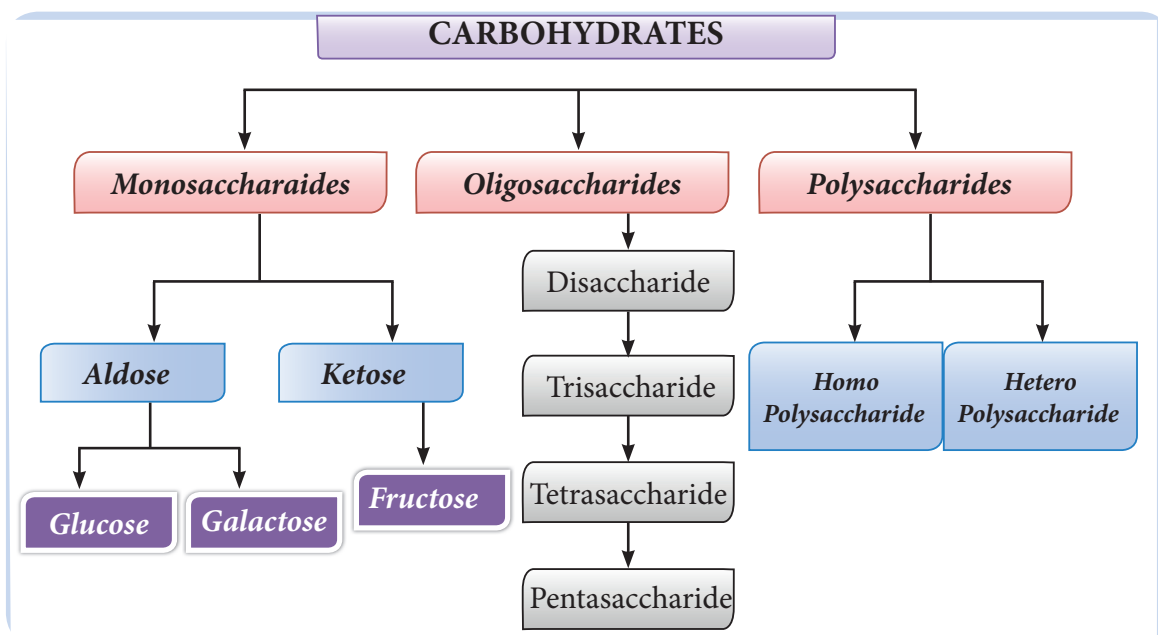 CARBOHYDRATES
Monosaccharaides
Oligosaccharides
Polysaccharides
Disaccharide
Aldose
Ketose
Trisaccharide
Homo
Polysaccharide
Hetero
Polysaccharide
Glucose
Galactose
Fructose
Tetrasaccharide
Pentasaccharide